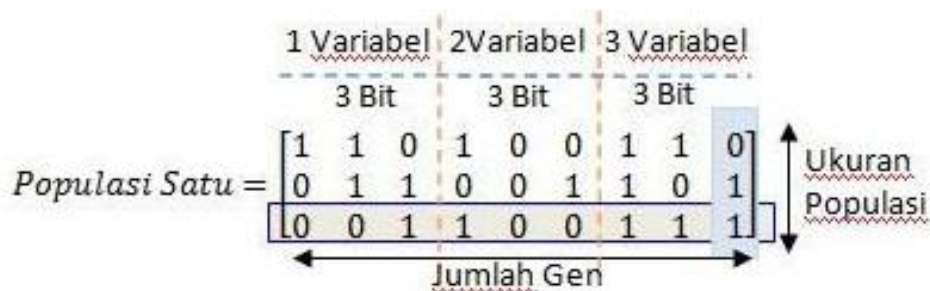 1 Variabel 2Variabel 3 Variabel
3 Bit 3 Bit 3 Bit
1 1 0 1 0 0 1 1 0
Populasi Satu = 0 1 1 0 0 1 1 0 1
0 0 1 1 0 0 1 1 1
Ukuran
Populasi
Jumlah Gen